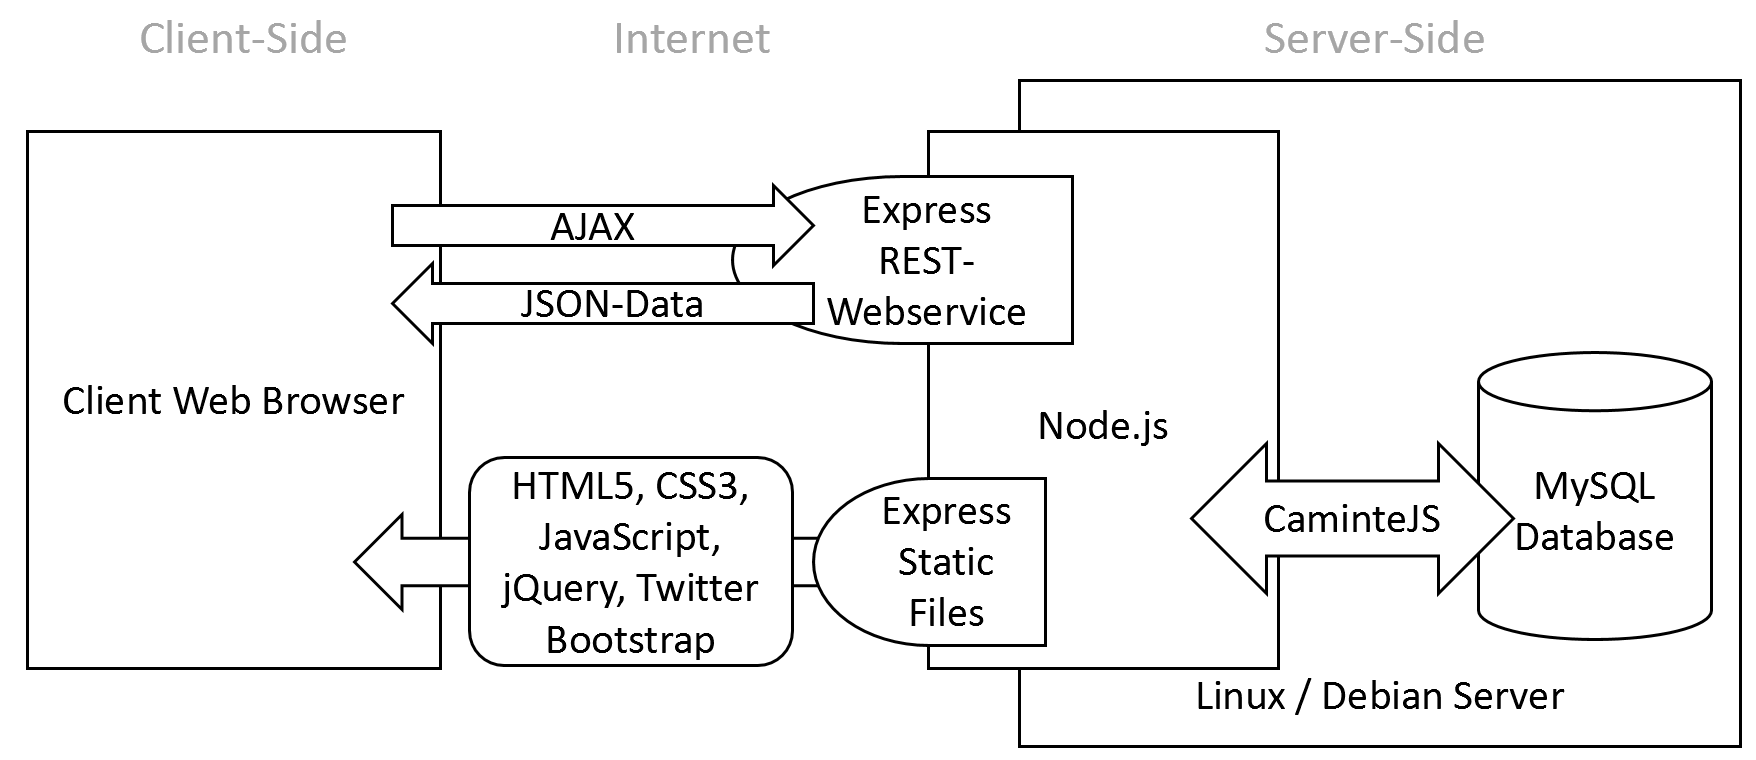 Client-Side
Internet
Server-Side
AJAX
JSON-Data
Express
REST-
Webservice
Client Web Browser
Node.js
HTML5, CSS3,
JavaScript,
jQuery, Twitter
Bootstrap
Express
Static
Files
CaminteJS
MySQL
Database
Linux / Debian Server